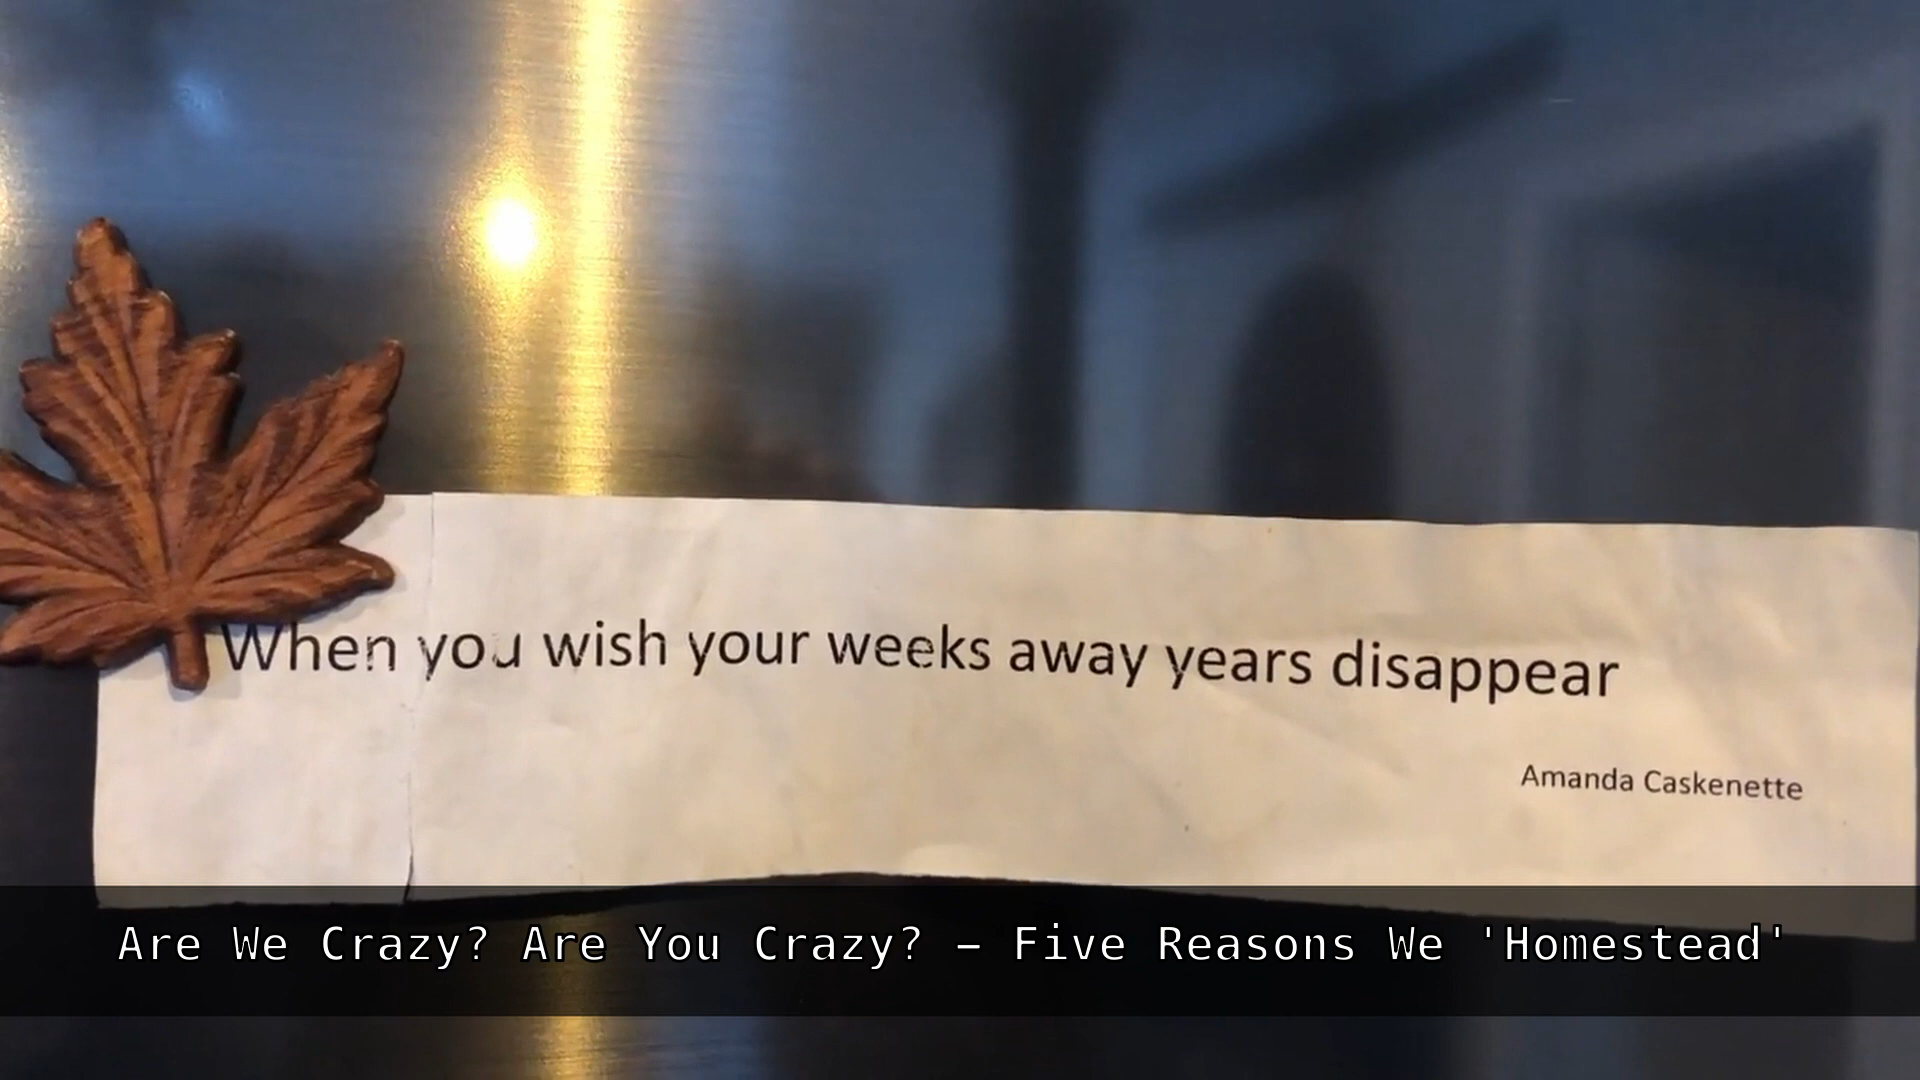 When you wish your weeks away years disappear
Amanda Caskenette
Are We Crazy? Are You Crazy? – Five Reasons We 'Homestead'